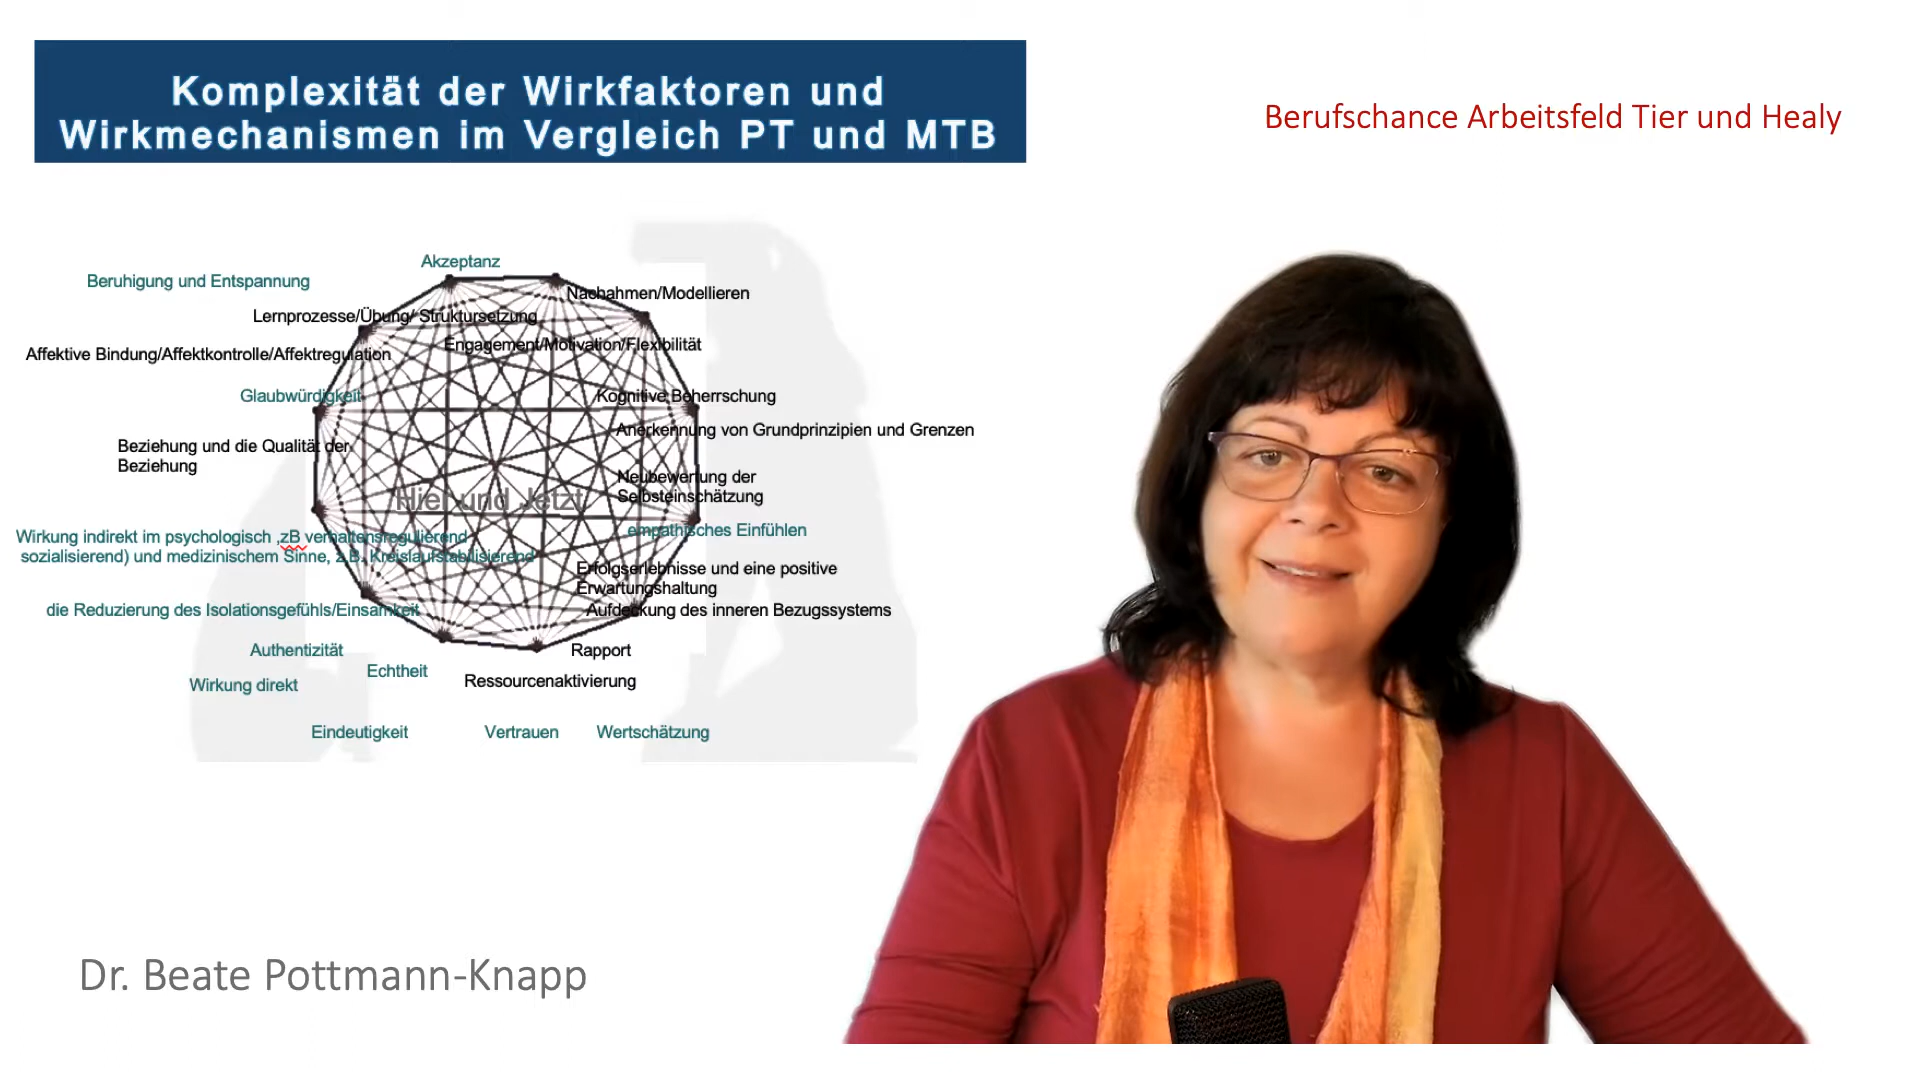 Komplexität der Wirkfaktoren und
Wirkmechanismen im Vergleich PT und MTB
Berufschance Arbeitsfeld Tier und Healy
Akzeptanz
Beruhigung und Entspannung
Nachahmen/Modellieren
Lernprozesse/Übung/ Struktursetzung
Engagement/Motivation/Flexibilität
Affektive Bindung/Affektkontrolle/Affektregulation
Glaubwürdigkeit
Kognitive Beherrschung
Anerkennung von Grundprinzipien und Grenzen
Beziehung und die Qualität der
Beziehung
Neubewertung der
Selbsteinschätzung
Hier und Jetzt
empathisches Einfühlen
Wirkung indirekt im psychologisch ,zB verhaltensregulierend
sozialisierend) und medizinischem Sinne, z.B. Kreislaufstabilisierend
Erfolgserlebnisse und eine positive
Erwartungshaltung
die Reduzierung des Isolationsgefühls/Einsamkeit
Aufdeckung des inneren Bezugssystems
Authentizität
Rapport
Echtheit
Wirkung direkt
Ressourcenaktivierung
Eindeutigkeit
Vertrauen
Wertschätzung
Dr. Beate Pottmann-Knapp